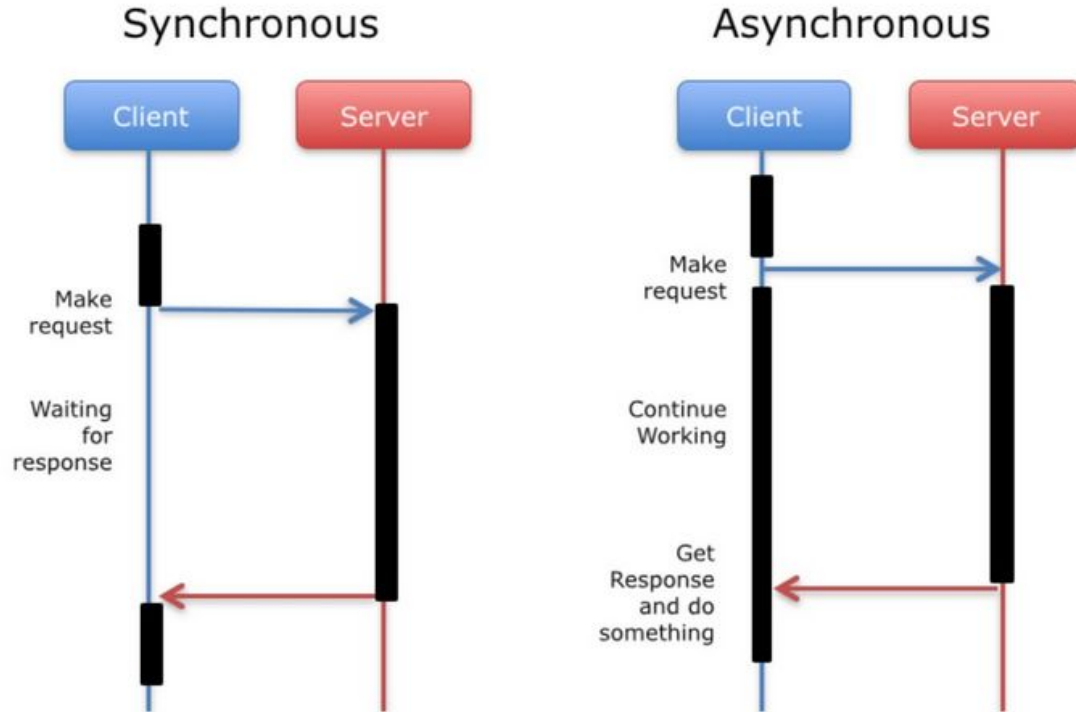 Synchronous
Client
Server
Make
request
Waiting
for
response
Asynchronous
Client
Server
Make
request
Continue
Working
Get
Response
and do
something